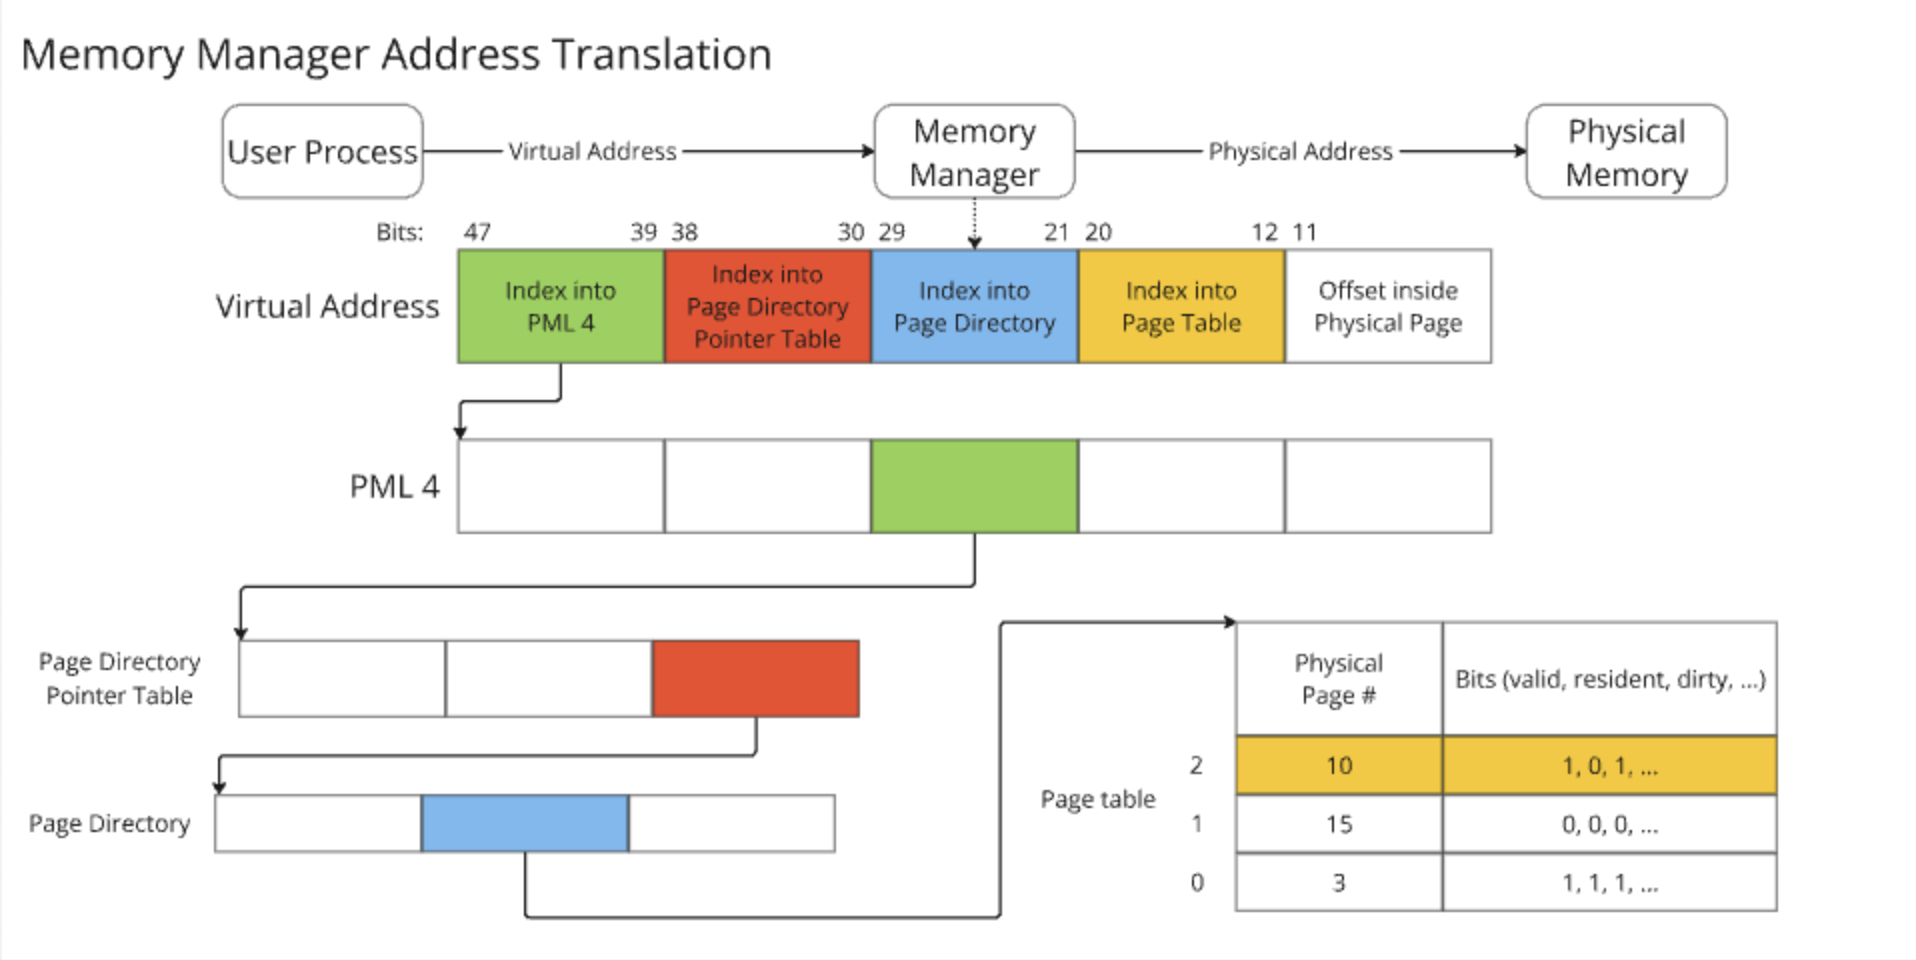 Memory Manager Address Translation
User Process
Virtual Address
Memory
Manager
Physical Address
Physical
Memory
Bits:
47
39
38
30
29
21
20
12
11
Virtual Address
Index into
PML 4
Index into
Page Directory
Pointer Table
Index into
Page Directory
Index into
Page Table
Offset inside
Physical Page
PML 4
Page Directory
Pointer Table
Page Directory
Page table
Physical
Page #
Bits (valid, resident, dirty, ...)
2
10
1, 0, 1, ...
1
15
0, 0, 0, ...
0
3
1, 1, 1, ...